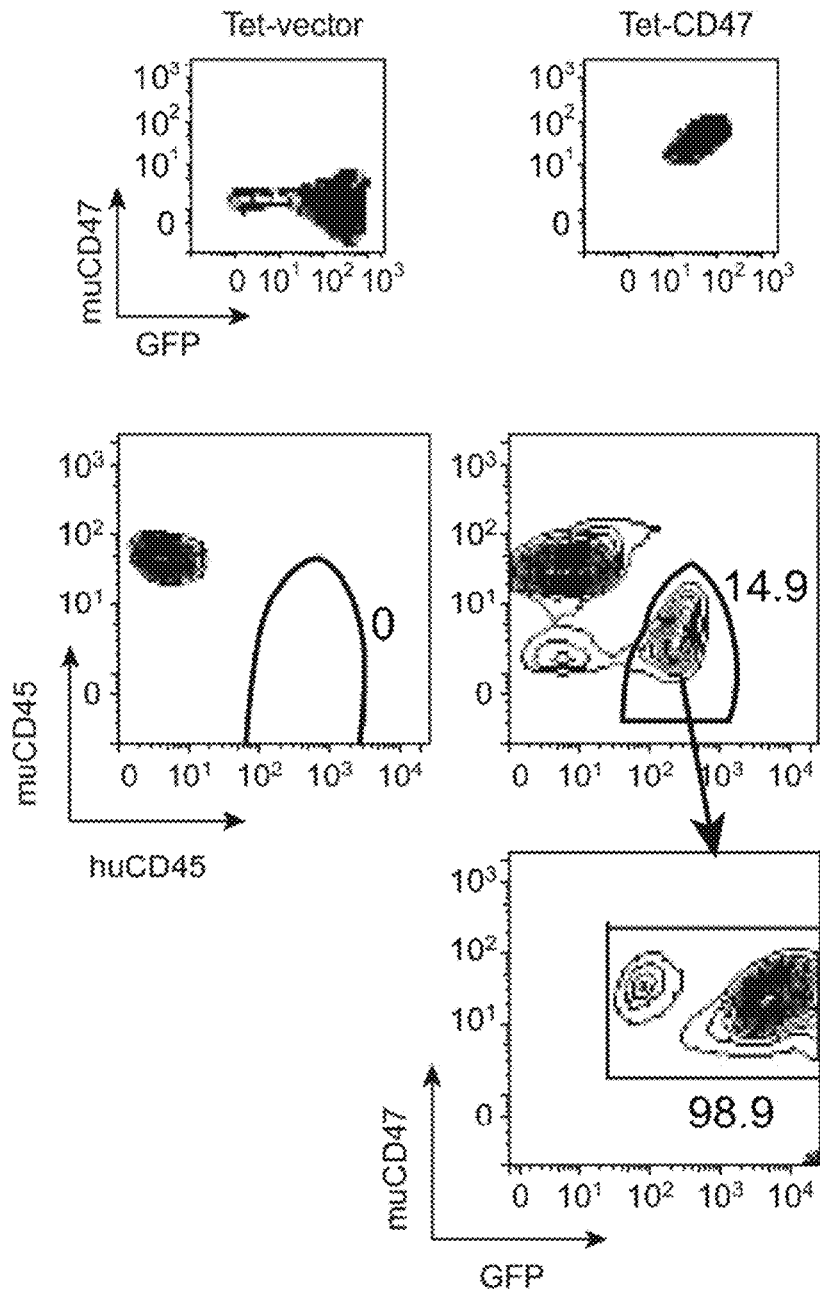 Tet-vector Tet-CD47
10³ 10³
10² 10²
10¹ 10¹
0 0
0 10¹ 10² 10³ 0 10¹ 10² 10³
muCD47
GFP
10³ 10³
10² 10²
10¹ 14.9 10¹
0 0
0
0 10¹ 10² 10³ 10⁴ 0 10¹ 10² 10³ 10⁴
muCD45
huCD45
10³
10²
10¹
0
98.9
0 10¹ 10² 10³ 10⁴
muCD47
GFP